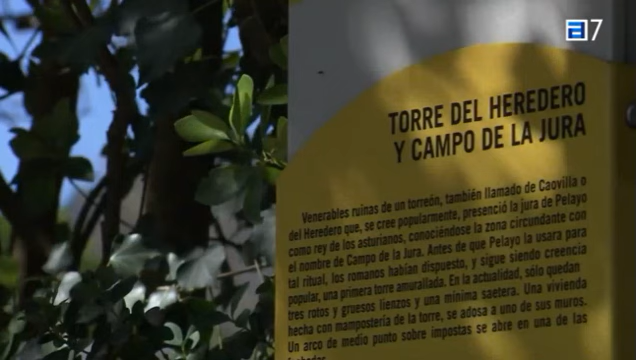 a7
TORRE DEL HEREDERO
Y CAMPO DE LA JURA
Venerables ruinas de un torreón, también llamado de Caovilla o
del Heredero que, se cree popularmente, presenció la jura de Pelayo
como rey de los asturianos, conociéndose la zona circundante con
el nombre de Campo de la Jura. Antes de que Pelayo la usara para
tal ritual, los romanos habían dispuesto, y sigue siendo creencia
popular, una primera torre amurallada. En la actualidad, sólo quedan
tres rotos y gruesos lienzos y una mínima saetera. Una vivienda
hecha con mampostería de la torre, se adosa a uno de sus muros.
Un arco de medio punto sobre impostas se abre en una de las